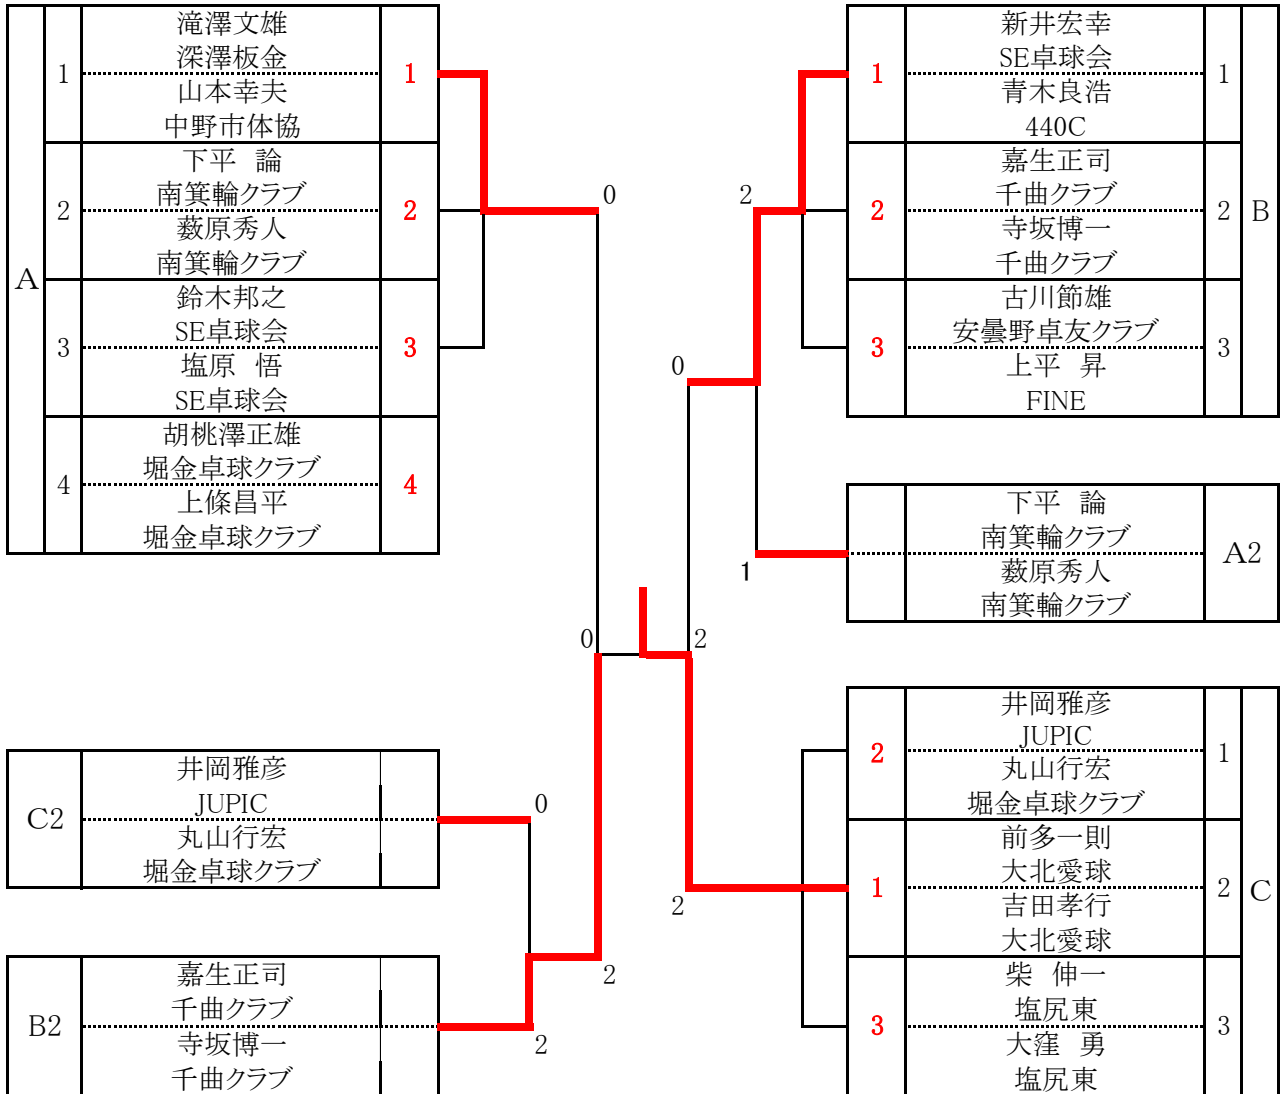 A
1
滝澤文雄
深澤板金
山本幸夫
中野市体協
1
2
下平 論
南箕輪クラブ
藪原秀人
南箕輪クラブ
2
3
鈴木邦之
SE卓球会
塩原 悟
SE卓球会
3
4
胡桃澤正雄
堀金卓球クラブ
上條昌平
堀金卓球クラブ
4
0
0
C2
井岡雅彦
JUPIC
丸山行宏
堀金卓球クラブ
0
B2
嘉生正司
千曲クラブ
寺坂博一
千曲クラブ
2
2
2
0
2
1
2
1
新井宏幸
SE卓球会
青木良浩
440C
1
2
嘉生正司
千曲クラブ
寺坂博一
千曲クラブ
2
B
3
古川節雄
安曇野卓友クラブ
上平 昇
FINE
3
下平 論
南箕輪クラブ
藪原秀人
南箕輪クラブ
A2
2
井岡雅彦
JUPIC
丸山行宏
堀金卓球クラブ
1
1
前多一則
大北愛球
吉田孝行
大北愛球
2
C
3
柴 伸一
塩尻東
大窪 勇
塩尻東
3